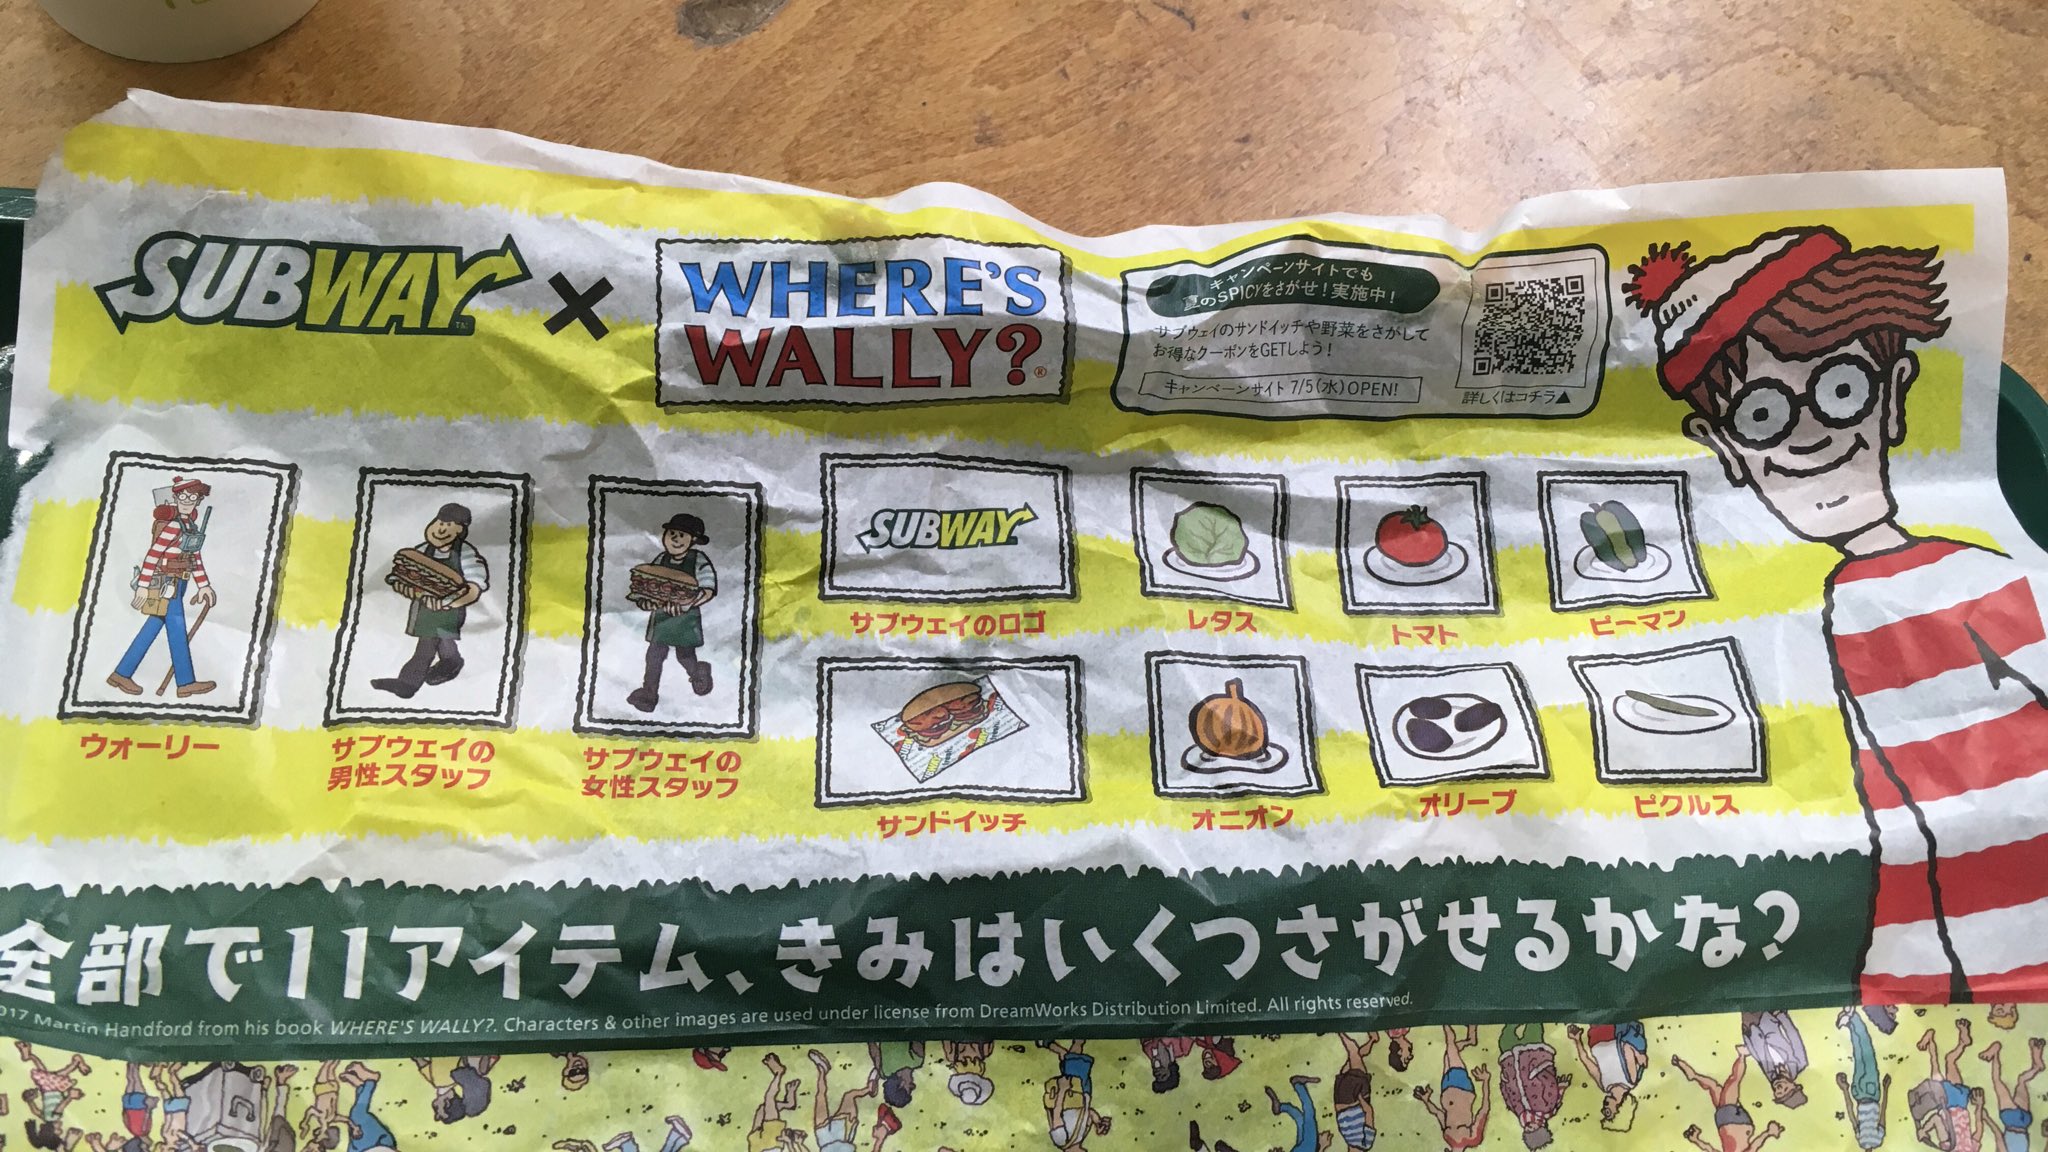 SUBWAY
×
WHERE'S
WALLY?
キャンペーンサイトでも
夏のSPICYをさがせ！実施中！
サブウェイのサンドイッチや野菜をさがして
お得なクーポンをGETしよう！
キャンペーンサイト 7/5(水)OPEN!
詳しくはコチラ▲
ウォーリー
サブウェイの
男性スタッフ
サブウェイの
女性スタッフ
SUBWAY
サブウェイのロゴ
レタス
トマト
ピーマン
サンドイッチ
オニオン
オリーブ
ピクルス
全部で11アイテム、きみはいくつさがせるかな？
017 Martin Handford from his book WHERE'S WALLY?. Characters & other images are used under license from DreamWorks Distribution Limited. All rights reserved.